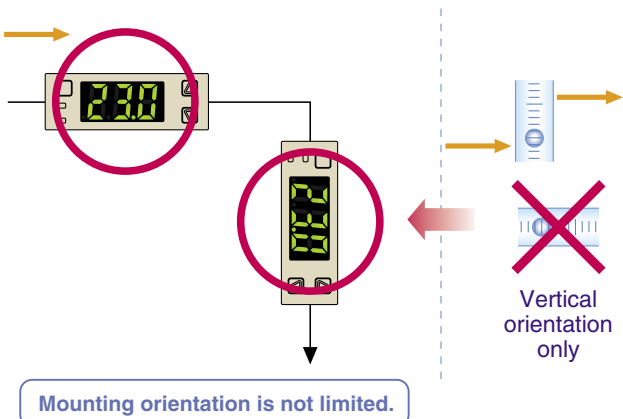 23.0
23.0
Vertical
orientation
only
Mounting orientation is not limited.